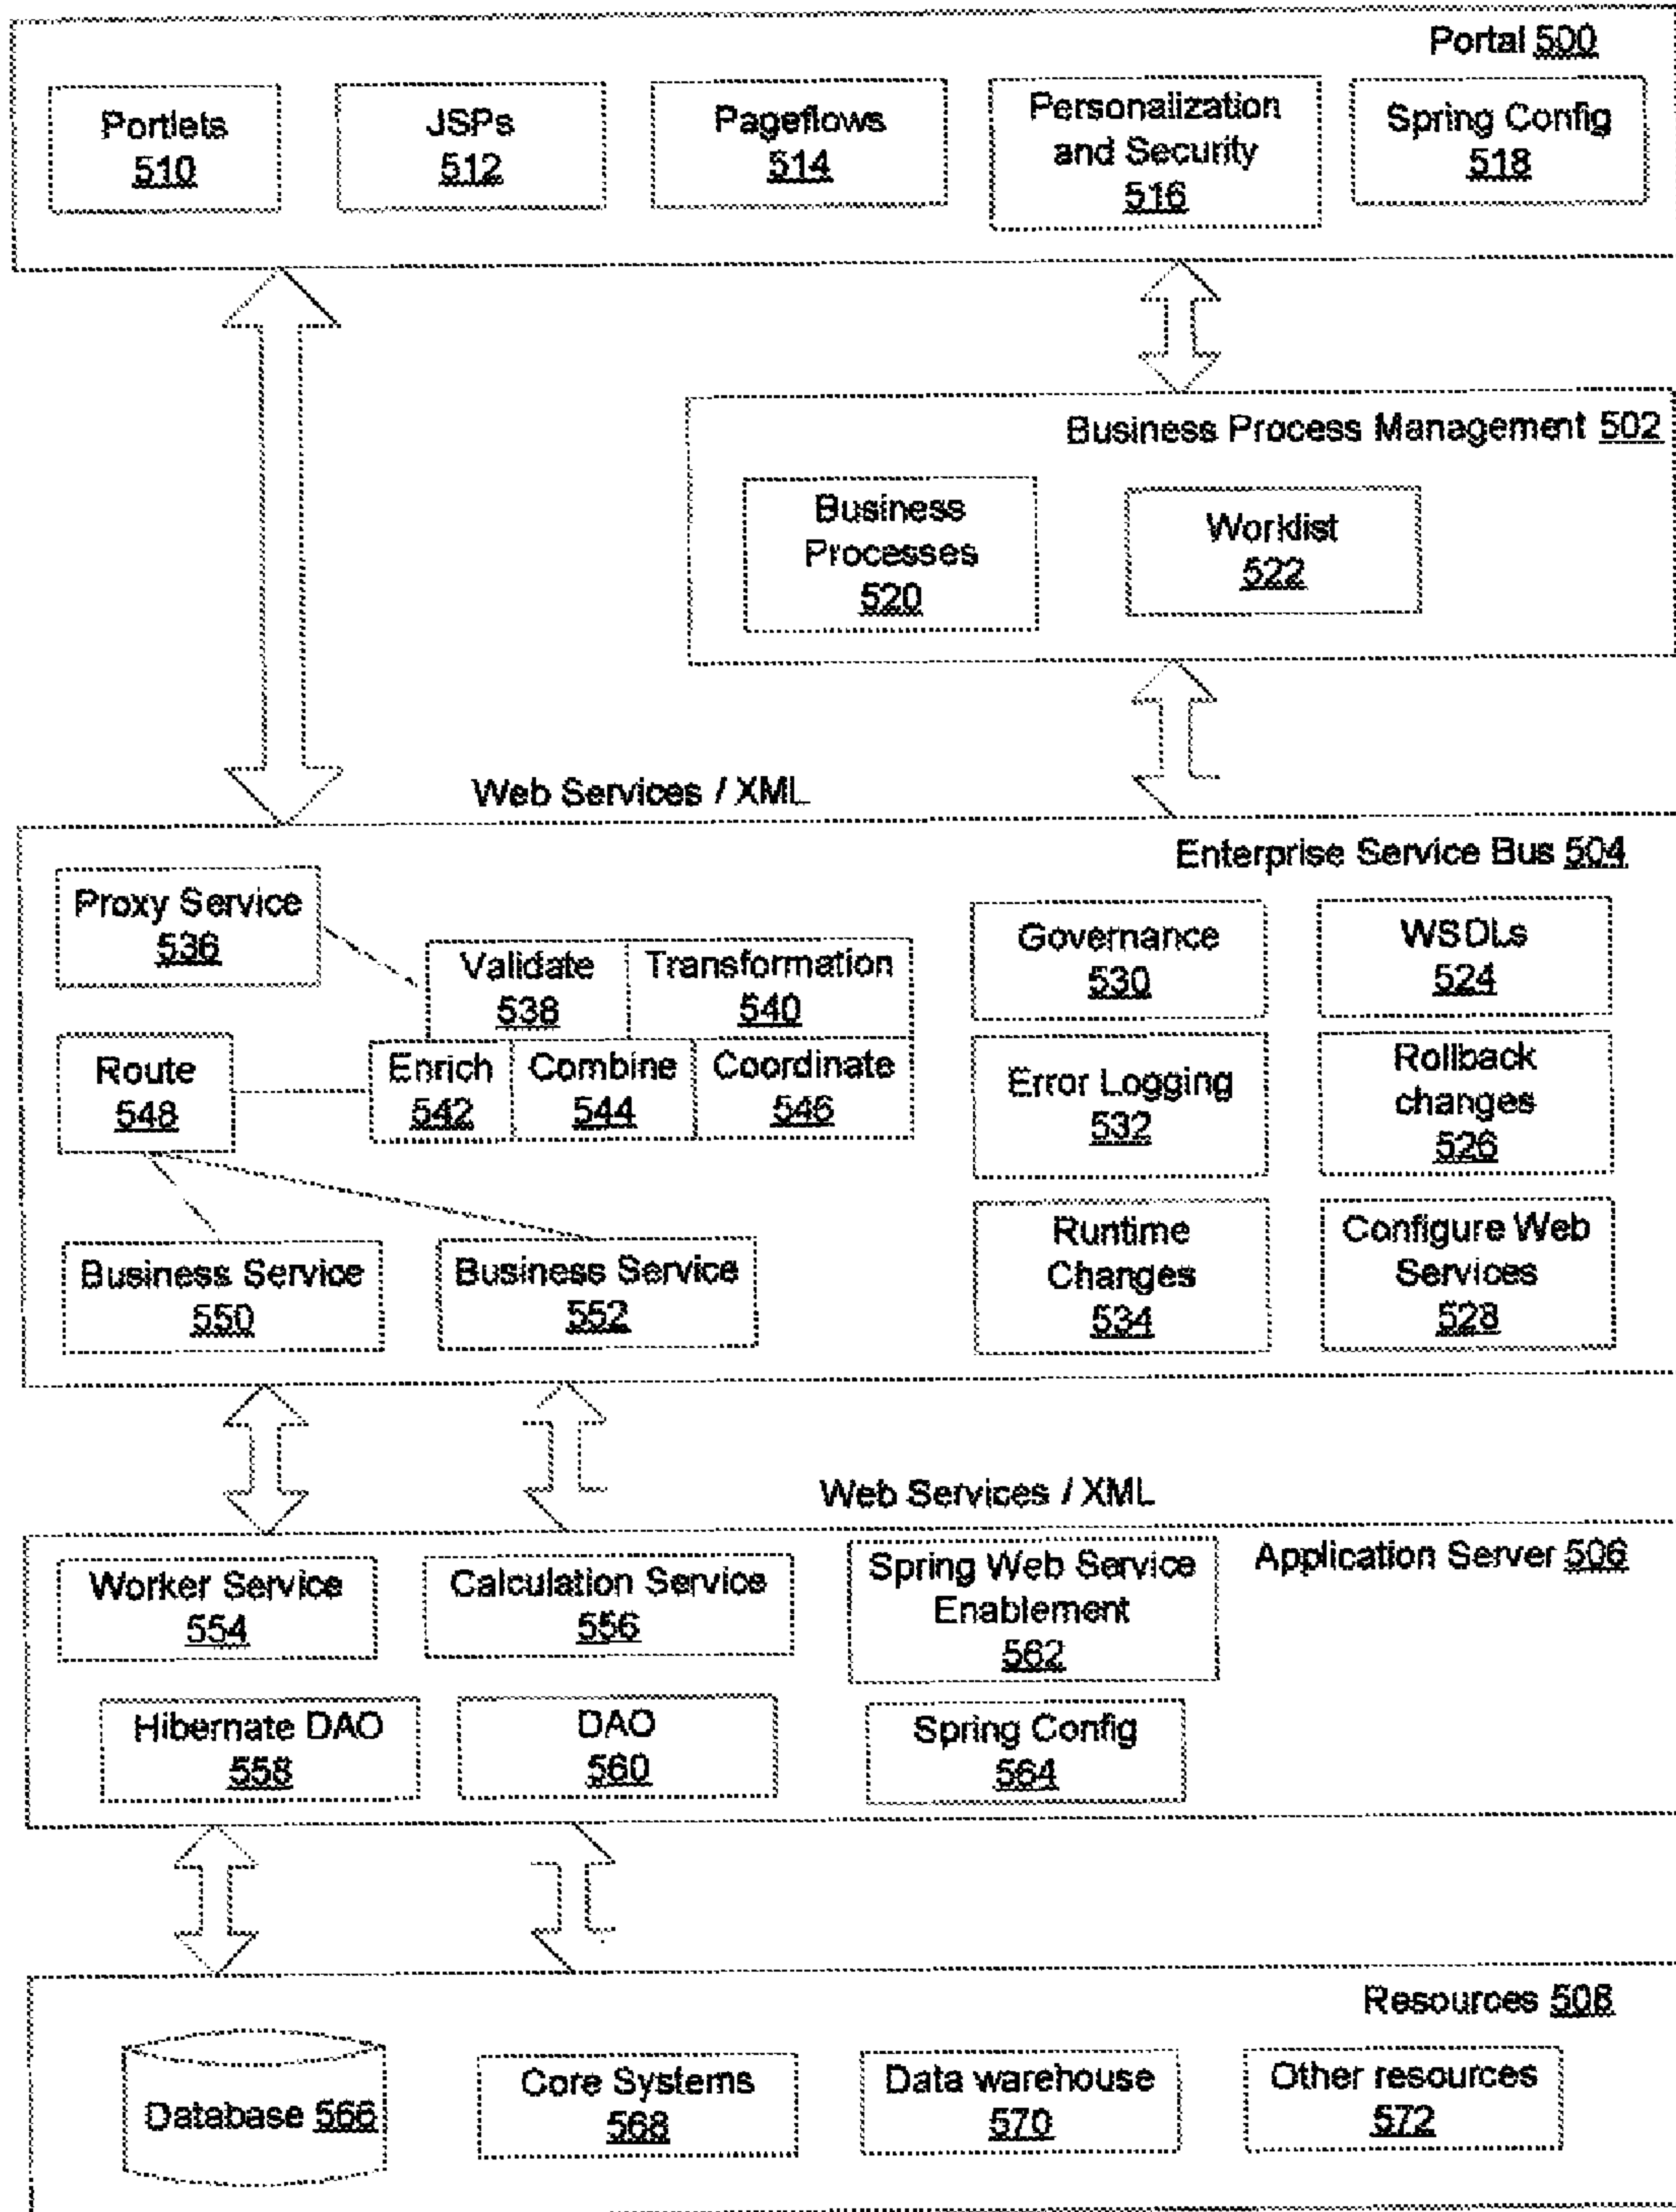 Portal 500
Portlets
510
JSPs
512
Pageflows
514
Personalization
and Security
516
Spring Config
518
Business Process Management 502
Business
Processes
520
Worklist
522
Web Services / XML
Enterprise Service Bus 504
Proxy Service
536
Validate
538
Transformation
540
Route
548
Enrich
542
Combine
544
Coordinate
546
Business Service
550
Business Service
552
Governance
530
WSDLs
524
Error Logging
532
Rollback
changes
526
Runtime
Changes
534
Configure Web
Services
528
Web Services / XML
Application Server 506
Worker Service
554
Calculation Service
556
Spring Web Service
Enablement
562
Hibernate DAO
558
DAO
560
Spring Config
564
Resources 508
Database 566
Core Systems
568
Data warehouse
570
Other resources
572